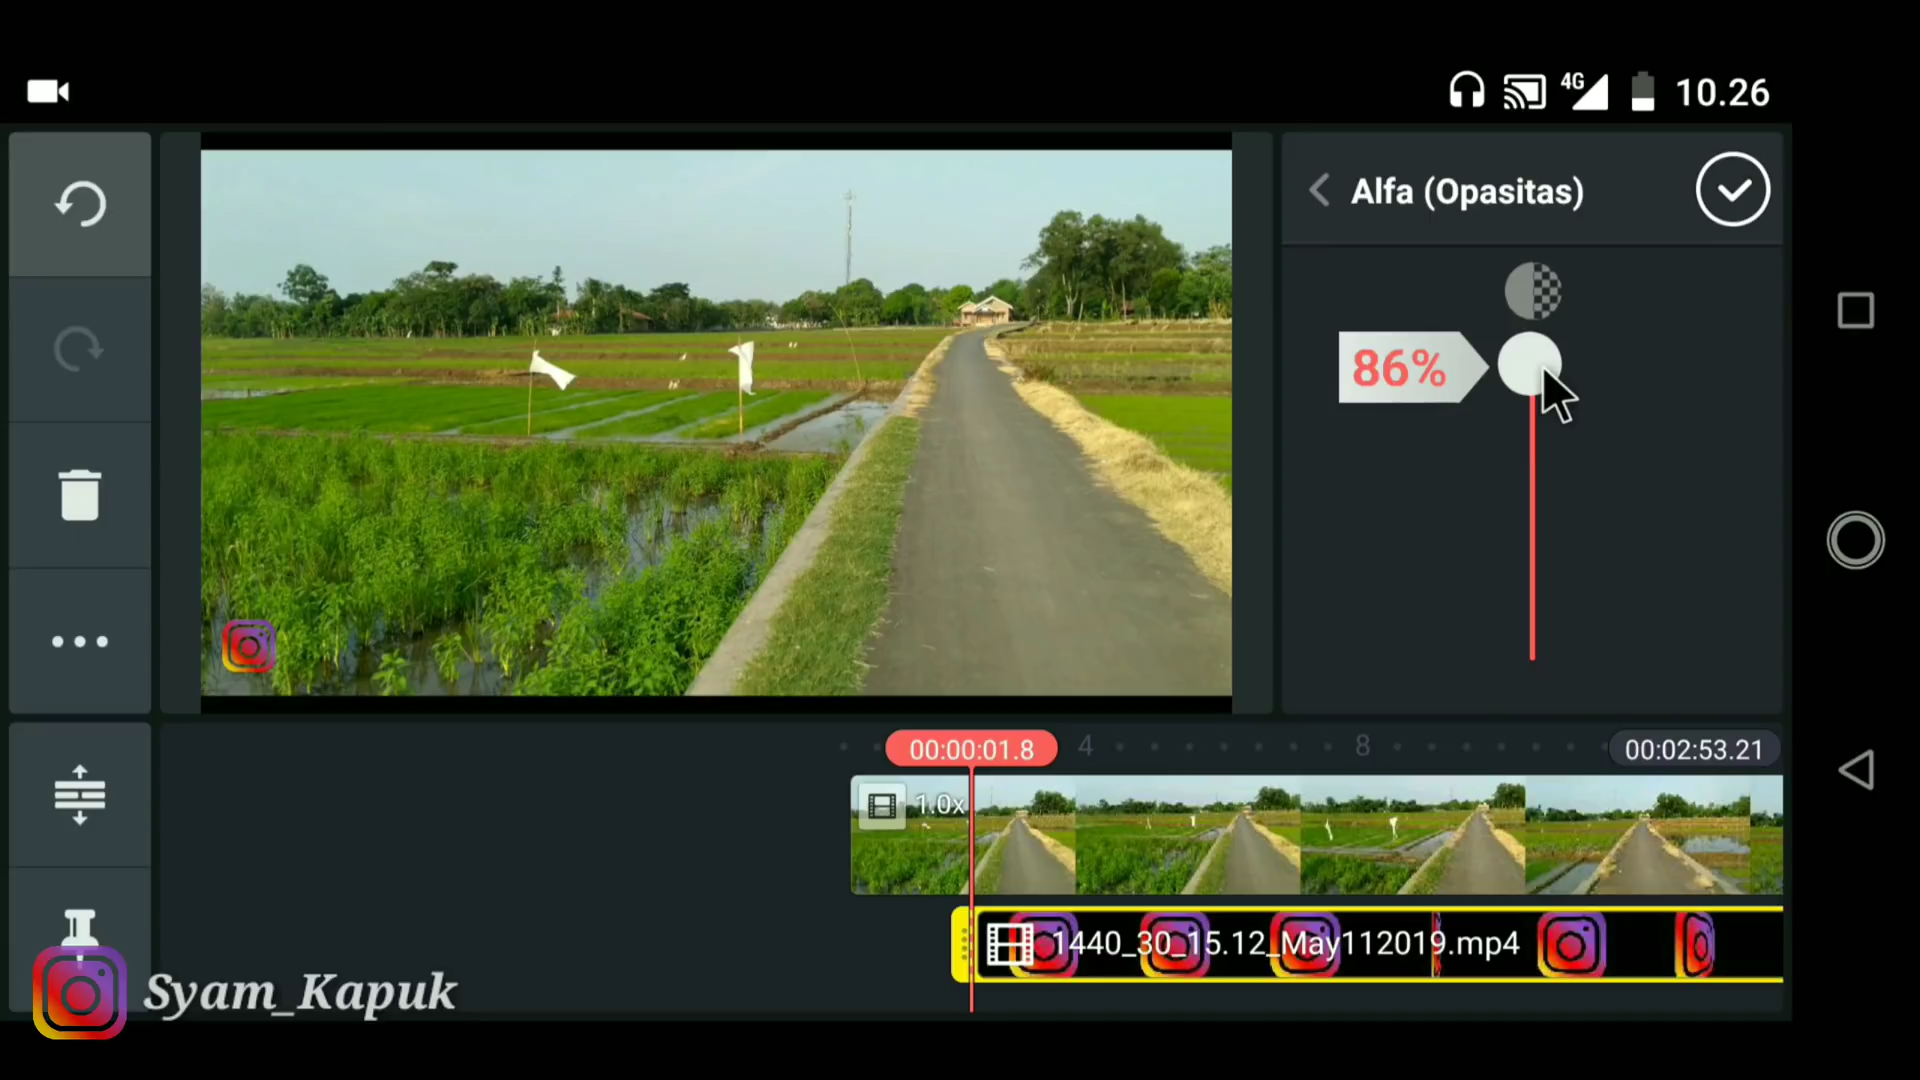 4G 10.26
Alfa (Opasitas)
86%
00:00:01.8 4 8 00:02:53.21
1.0x
1440_30_15.12_May112019.mp4
Syam_Kapuk